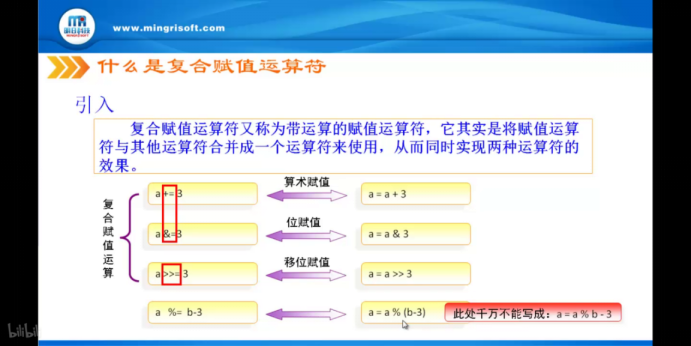 明日科技
MINGRISOFT
www.mingrisoft.com
什么是复合赋值运算符
引入
复合赋值运算符又称为带运算的赋值运算符，它其实是将赋值运算
符与其他运算符合并成一个运算符来使用，从而同时实现两种运算符的
效果。
复合赋值运算
a += 3
算术赋值
a = a + 3
a &=3
位赋值
a = a & 3
a >>= 3
移位赋值
a = a >> 3
a %= b-3
a = a % (b-3)
此处千万不能写成：a = a % b - 3